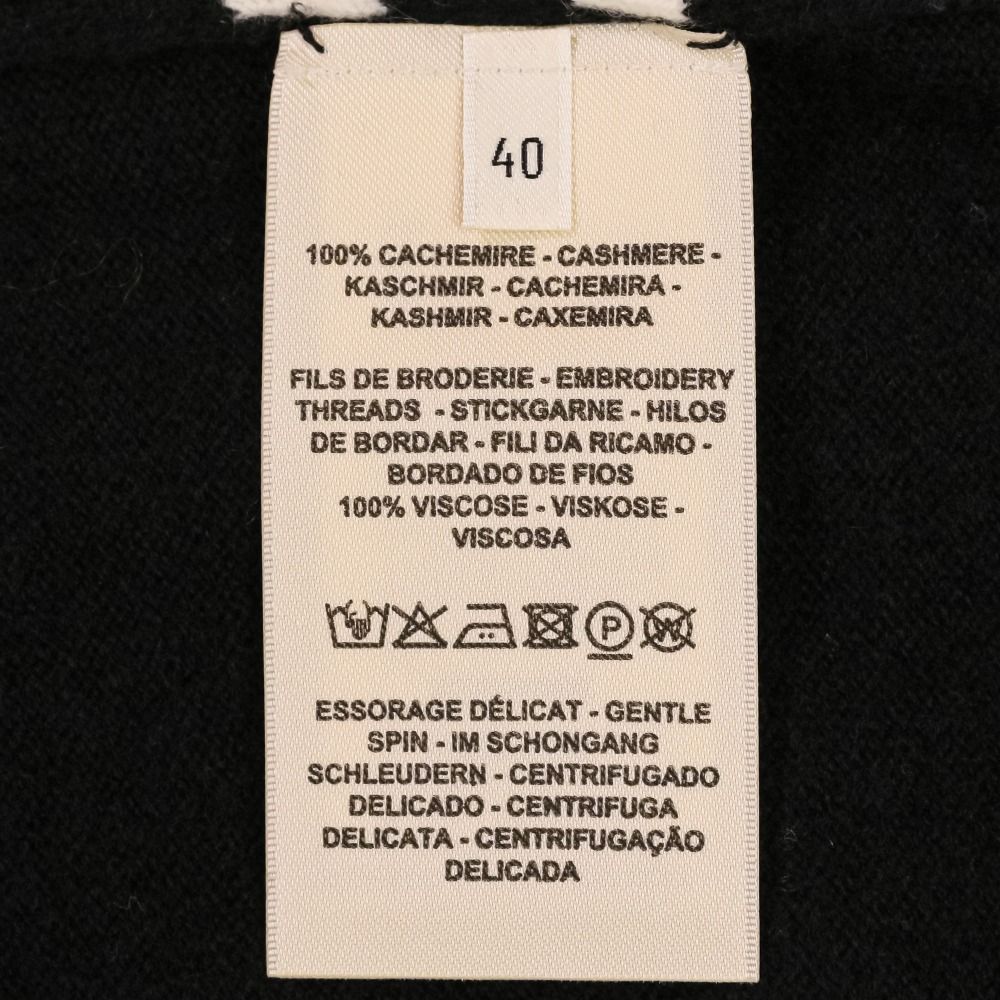 40
100% CACHEMIRE - CASHMERE -
KASCHMIR - CACHEMIRA -
KASHMIR - CAXEMIRA
FILS DE BRODERIE - EMBROIDERY
THREADS - STICKGARNE - HILOS
DE BORDAR - FILI DA RICAMO -
BORDADO DE FIOS
100% VISCOSE - VISKOSE -
VISCOSA
P W
ESSORAGE DÉLICAT - GENTLE
SPIN - IM SCHONGANG
SCHLEUDERN - CENTRIFUGADO
DELICADO - CENTRIFUGA
DELICATA - CENTRIFUGAÇÃO
DELICADA